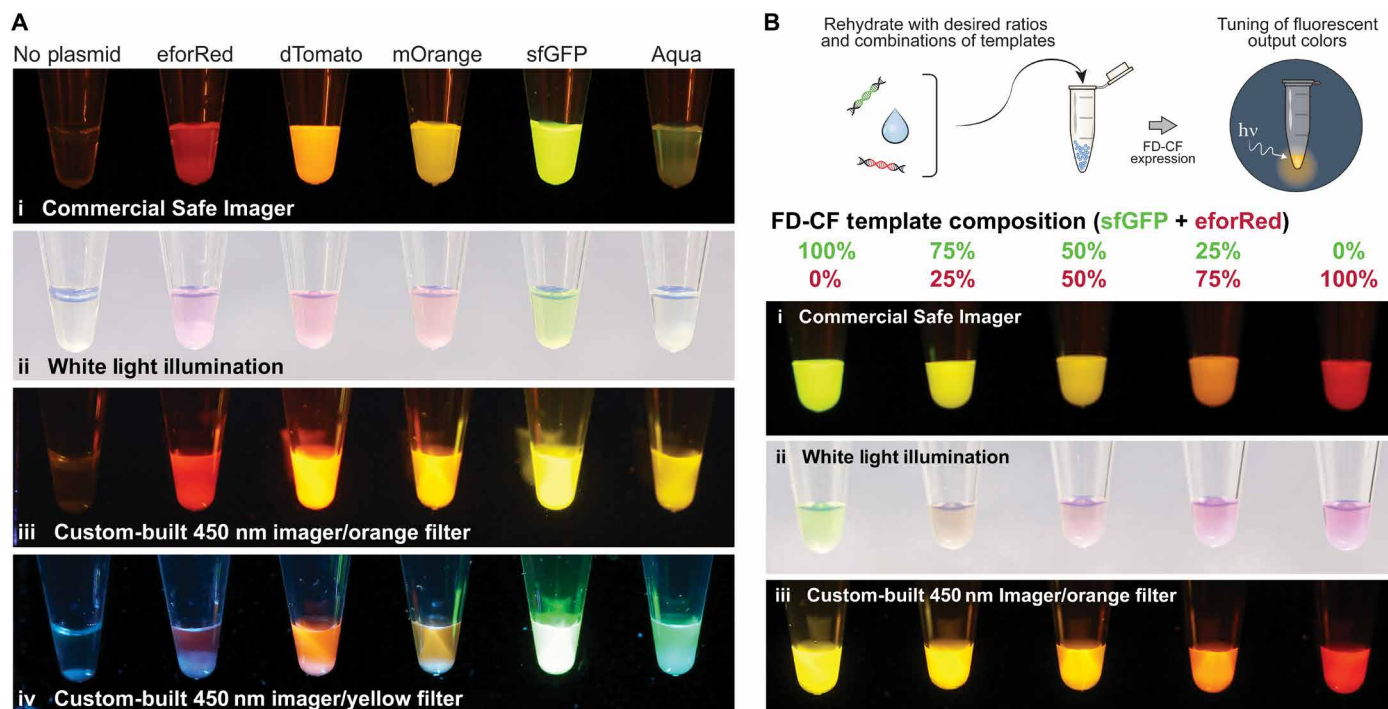 A
No plasmid eforRed dTomato mOrange sfGFP Aqua
i Commercial Safe Imager
ii White light illumination
iii Custom-built 450 nm imager/orange filter
iv Custom-built 450 nm imager/yellow filter
B
Rehydrate with desired ratios
and combinations of templates
Tuning of fluorescent
output colors
hν
FD-CF
expression
FD-CF template composition (sfGFP + eforRed)
100% 75% 50% 25% 0%
0% 25% 50% 75% 100%
i Commercial Safe Imager
ii White light illumination
iii Custom-built 450 nm Imager/orange filter